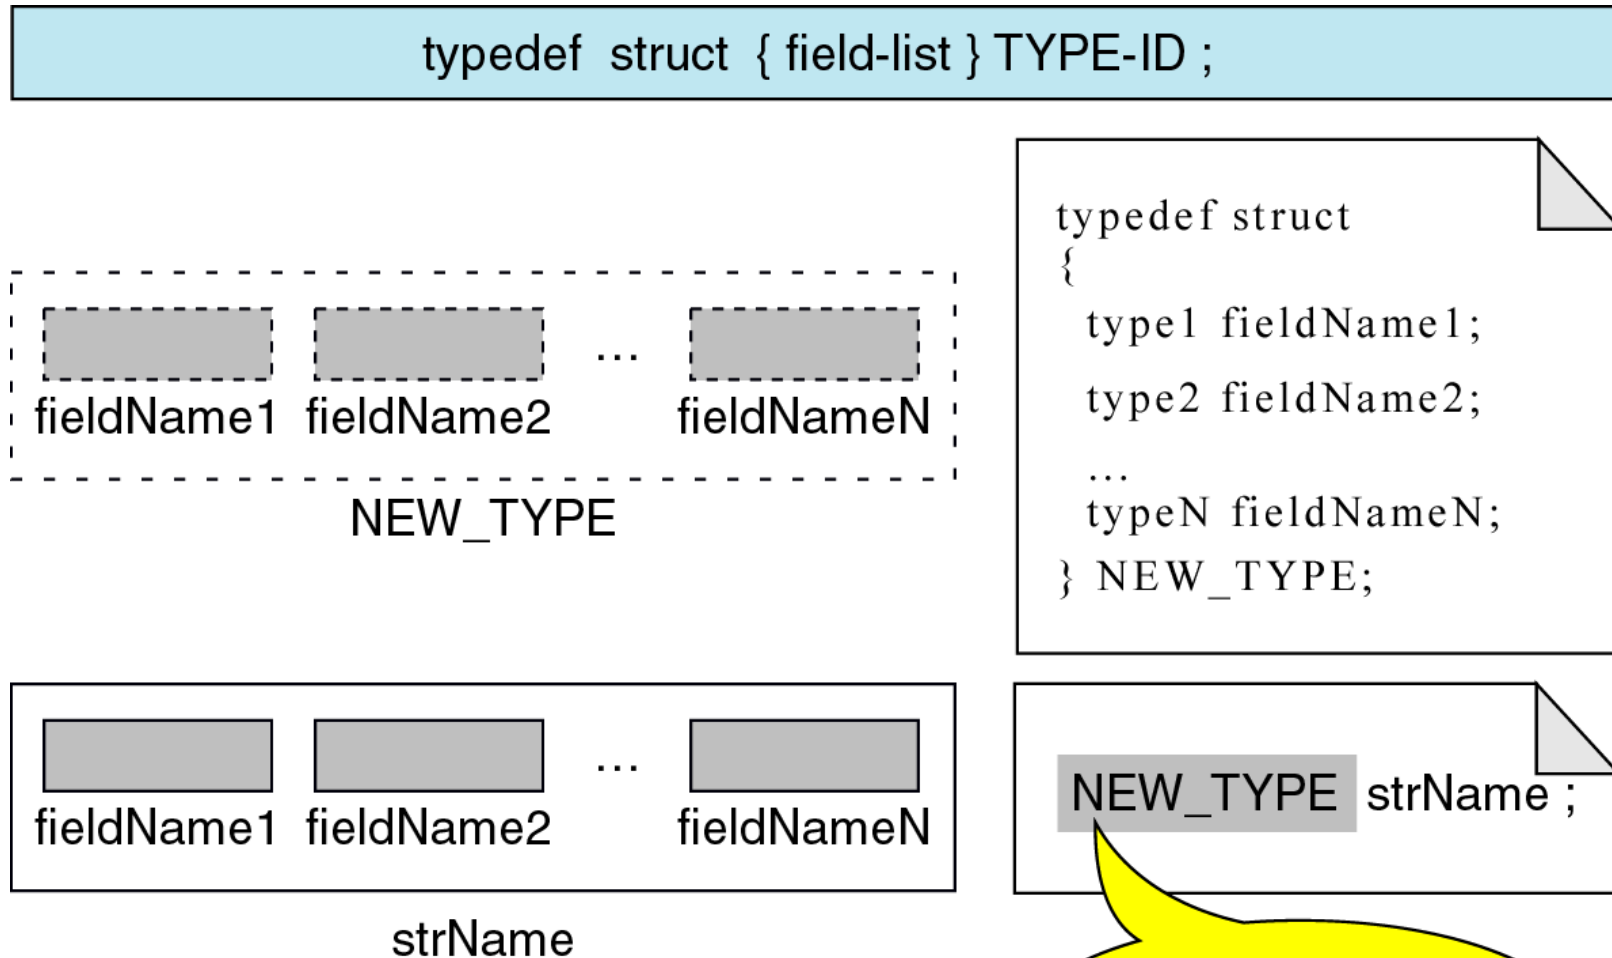 typedef struct { field-list } TYPE-ID ;
typedef struct
{
type1 fieldName1;
type2 fieldName2;
...
typeN fieldNameN;
} NEW_TYPE;
...
fieldName1 fieldName2 fieldNameN
NEW_TYPE
...
fieldName1 fieldName2 fieldNameN
strName
NEW_TYPE strName ;